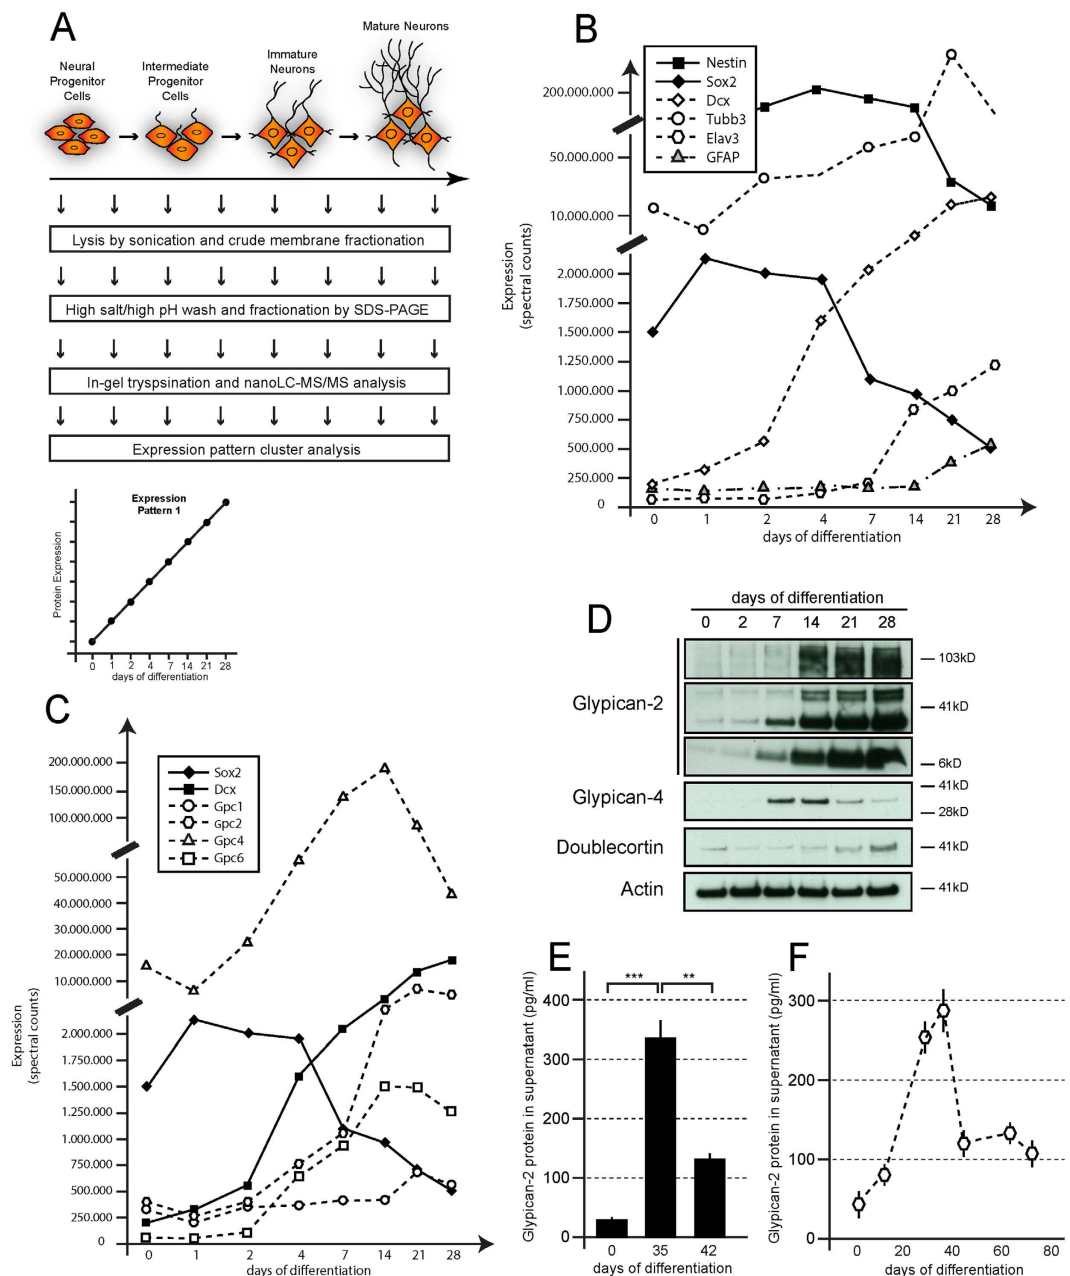 A
Neural
Progenitor
Cells
Intermediate
Progenitor
Cells
Immature
Neurons
Mature Neurons
Lysis by sonication and crude membrane fractionation
High salt/high pH wash and fractionation by SDS-PAGE
In-gel tryspsination and nanoLC-MS/MS analysis
Expression pattern cluster analysis
Expression
Pattern 1
Protein Expression
0 1 2 4 7 14 21 28
days of differentiation
B
Nestin
Sox2
Dcx
Tubb3
Elav3
GFAP
Expression
(spectral counts)
200.000.000
50.000.000
10.000.000
2.000.000
1.750.000
1.500.000
1.250.000
1.000.000
750.000
500.000
250.000
0
0 1 2 4 7 14 21 28
days of differentiation
C
Sox2
Dcx
Gpc1
Gpc2
Gpc4
Gpc6
Expression
(spectral counts)
200.000.000
150.000.000
100.000.000
50.000.000
40.000.000
30.000.000
20.000.000
10.000.000
2.000.000
1.750.000
1.500.000
1.250.000
1.000.000
750.000
500.000
250.000
0
0 1 2 4 7 14 21 28
days of differentiation
D
days of differentiation
0 2 7 14 21 28
Glypican-2
103kD
41kD
6kD
Glypican-4
41kD
28kD
Doublecortin
41kD
Actin
41kD
E
Glypican-2 protein in supernatant (pg/ml)
*** **
400
300
200
100
0
0 35 42
days of differentiation
F
Glypican-2 protein in supernatant (pg/ml)
300
200
100
0
0 20 40 60 80
days of differentiation